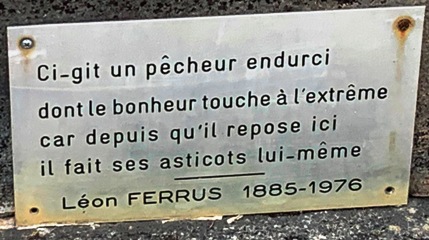 Ci-git un pêcheur endurci
dont le bonheur touche à l'extrême
car depuis qu'il repose ici
il fait ses asticots lui-même
Léon FERRUS 1885-1976